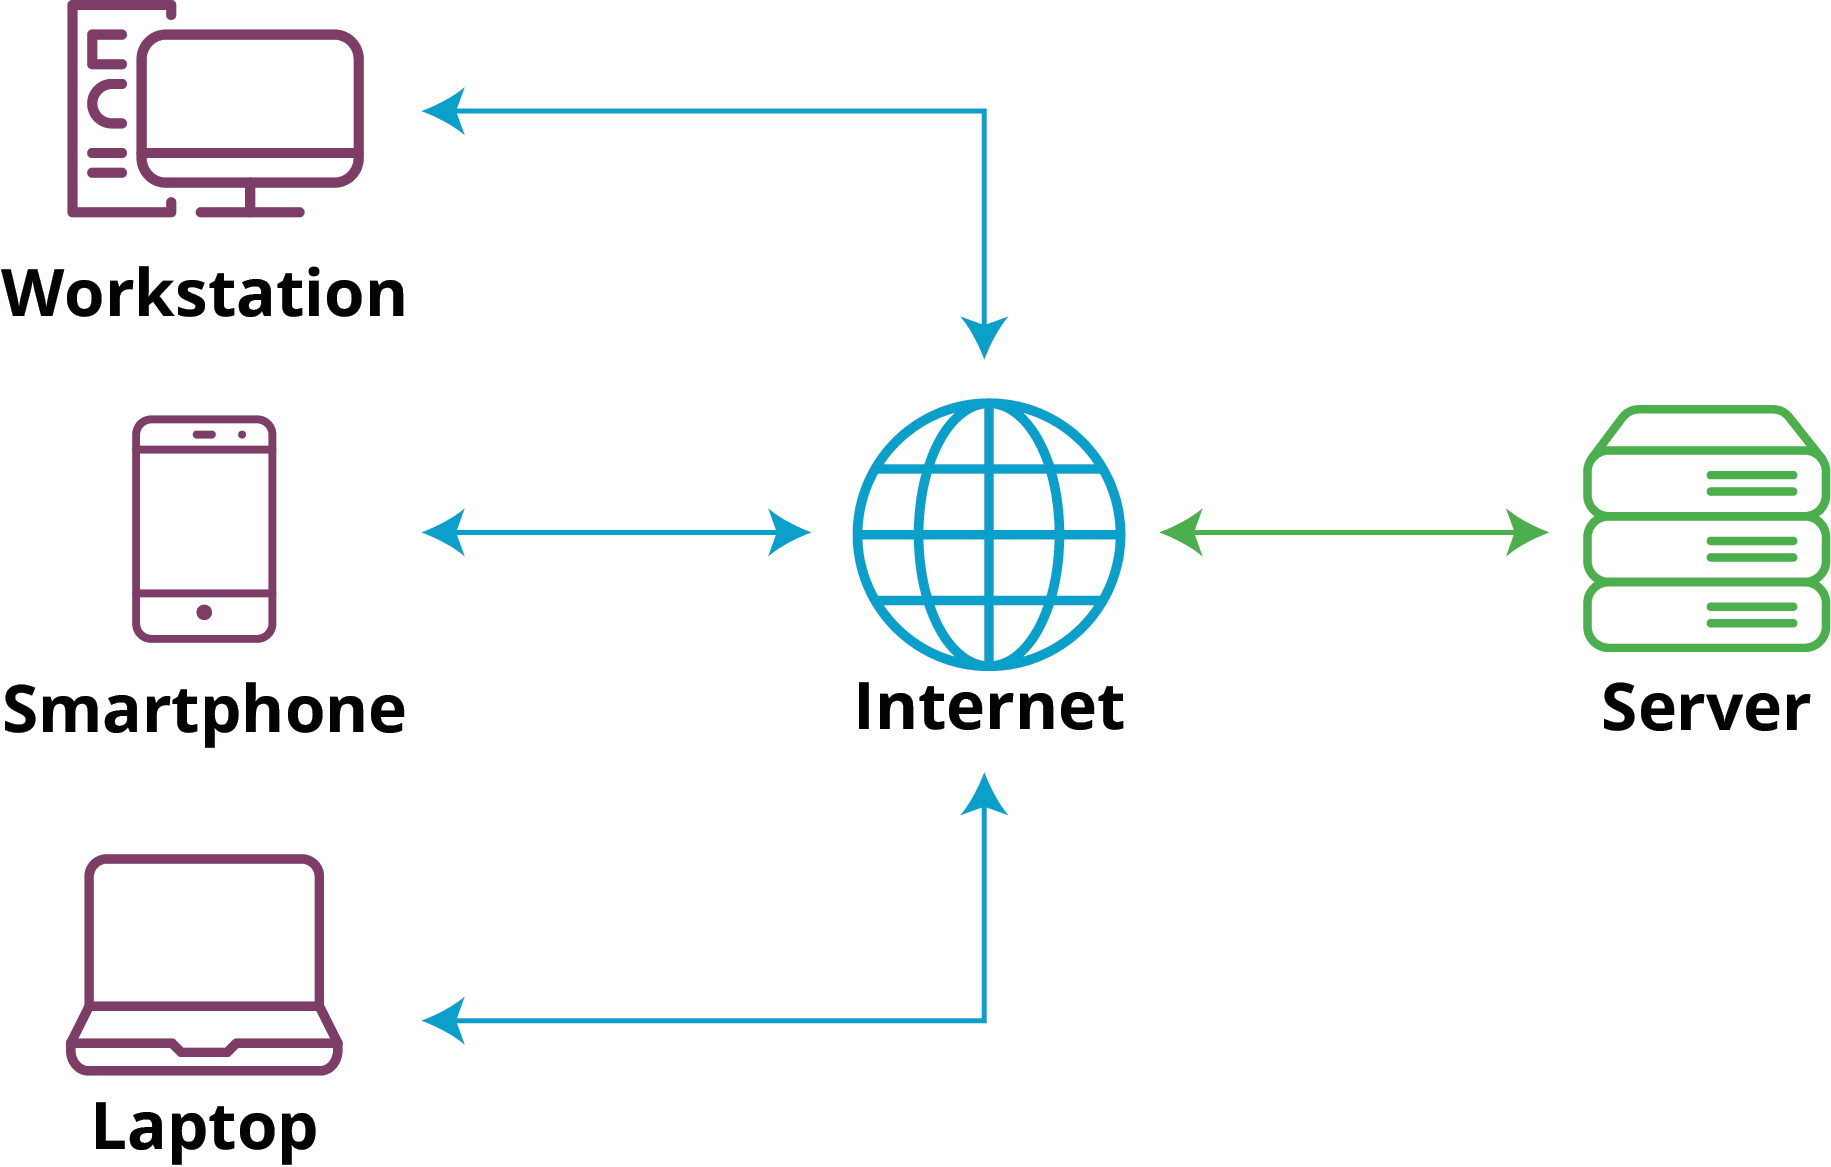 Workstation
Smartphone
Internet
Server
Laptop